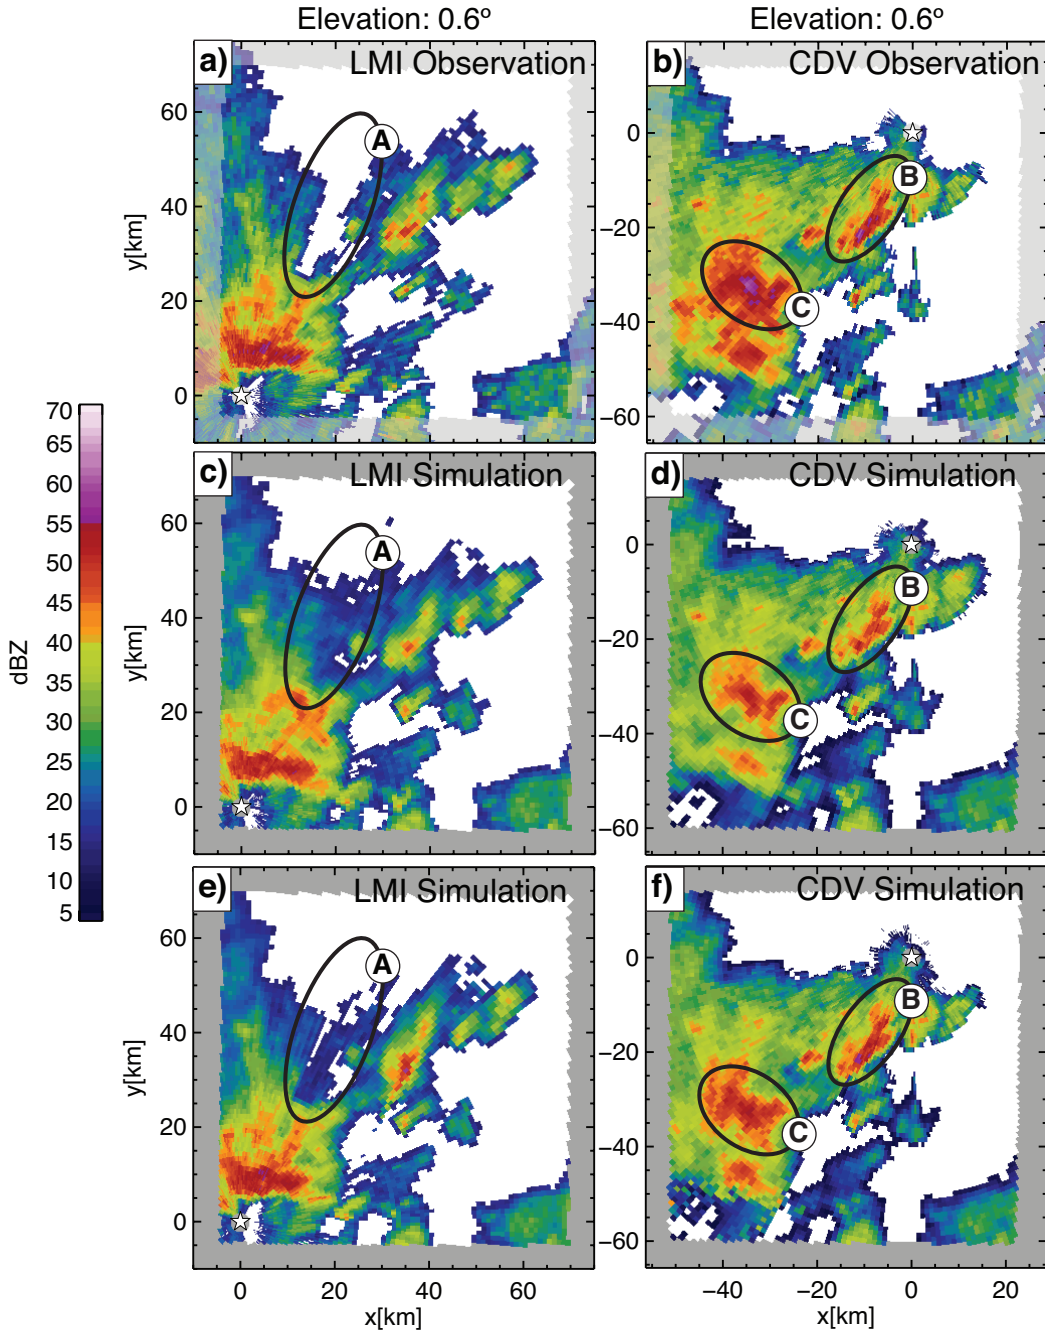 Elevation: 0.6º
Elevation: 0.6º
a) LMI Observation
b) CDV Observation
60
40
20
0
y[km]
A
0
−20
−40
−60
B
C
c) LMI Simulation
d) CDV Simulation
60
40
20
0
y[km]
A
0
−20
−40
−60
B
C
70
65
60
55
50
45
40
35
30
25
20
15
10
5
dBZ
e) LMI Simulation
f) CDV Simulation
60
40
20
0
y[km]
A
0
−20
−40
−60
B
C
0 20 40 60
x[km]
−40 −20 0 20
x[km]